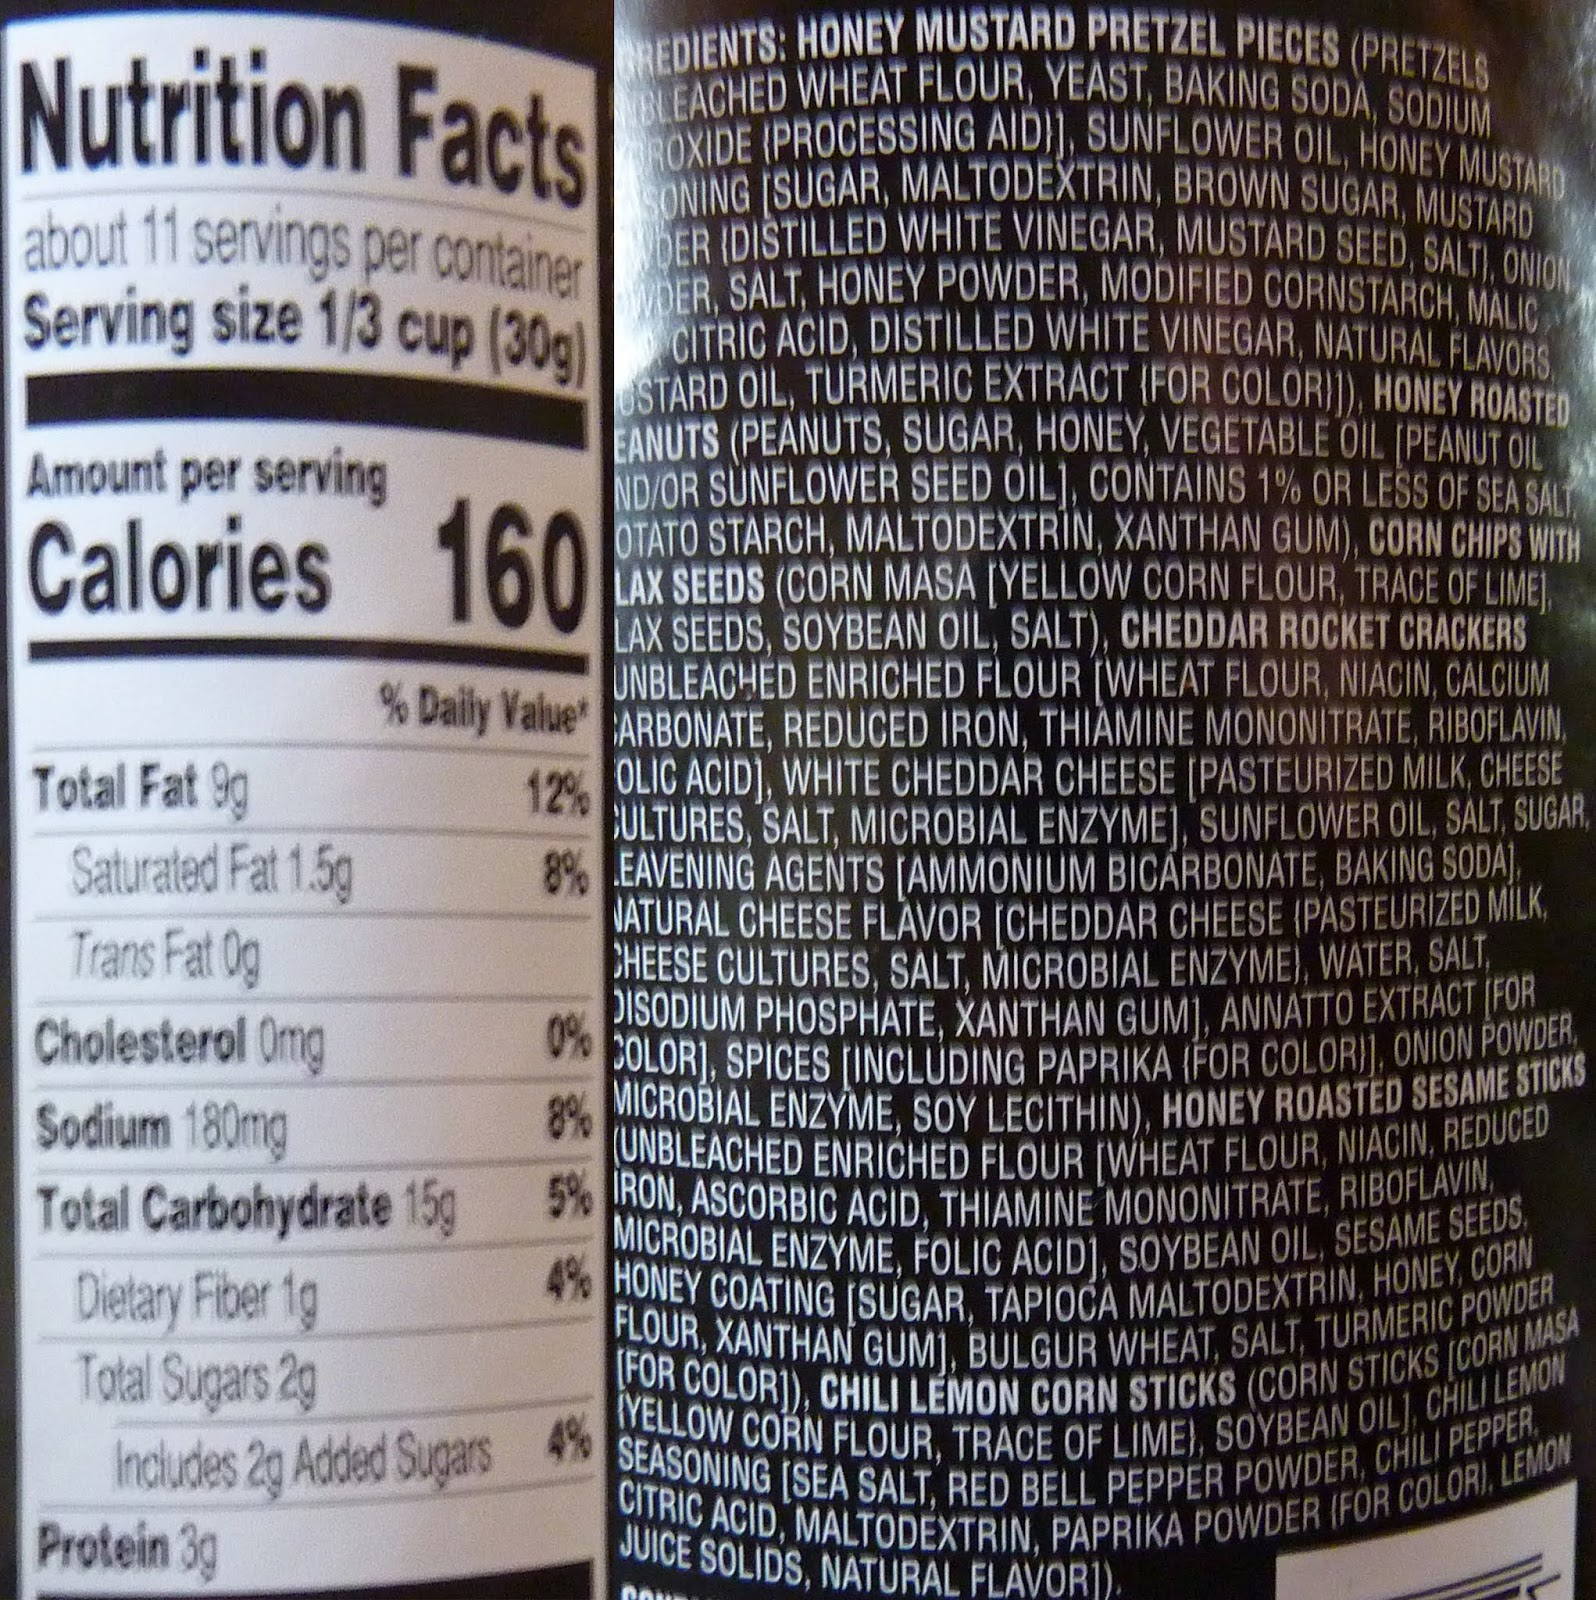 Nutrition Facts
about 11 servings per container
Serving size 1/3 cup (30g)
Amount per serving
Calories 160
% Daily Value*
Total Fat 9g 12%
Saturated Fat 1.5g 8%
Trans Fat 0g
Cholesterol 0mg 0%
Sodium 180mg 8%
Total Carbohydrate 15g 5%
Dietary Fiber 1g 4%
Total Sugars 2g
Includes 2g Added Sugars 4%
Protein 3g
REDIENTS: HONEY MUSTARD PRETZEL PIECES (PRETZELS
BLEACHED WHEAT FLOUR, YEAST, BAKING SODA, SODIUM
ROXIDE {PROCESSING AID}], SUNFLOWER OIL, HONEY MUSTARD
SONING [SUGAR, MALTODEXTRIN, BROWN SUGAR, MUSTARD
DER {DISTILLED WHITE VINEGAR, MUSTARD SEED, SALT}, ONION
WDER, SALT, HONEY POWDER, MODIFIED CORNSTARCH, MALIC
CITRIC ACID, DISTILLED WHITE VINEGAR, NATURAL FLAVORS,
USTARD OIL, TURMERIC EXTRACT {FOR COLOR}]), HONEY ROASTED
EANUTS (PEANUTS, SUGAR, HONEY, VEGETABLE OIL [PEANUT OIL
ND/OR SUNFLOWER SEED OIL], CONTAINS 1% OR LESS OF SEA SALT,
OTATO STARCH, MALTODEXTRIN, XANTHAN GUM), CORN CHIPS WITH
LAX SEEDS (CORN MASA [YELLOW CORN FLOUR, TRACE OF LIME],
LAX SEEDS, SOYBEAN OIL, SALT), CHEDDAR ROCKET CRACKERS
UNBLEACHED ENRICHED FLOUR [WHEAT FLOUR, NIACIN, CALCIUM
ARBONATE, REDUCED IRON, THIAMINE MONONITRATE, RIBOFLAVIN,
OLIC ACID], WHITE CHEDDAR CHEESE [PASTEURIZED MILK, CHEESE
CULTURES, SALT, MICROBIAL ENZYME], SUNFLOWER OIL, SALT, SUGAR,
LEAVENING AGENTS [AMMONIUM BICARBONATE, BAKING SODA],
NATURAL CHEESE FLAVOR [CHEDDAR CHEESE {PASTEURIZED MILK,
CHEESE CULTURES, SALT, MICROBIAL ENZYME}, WATER, SALT,
DISODIUM PHOSPHATE, XANTHAN GUM], ANNATTO EXTRACT [FOR
COLOR], SPICES [INCLUDING PAPRIKA {FOR COLOR}], ONION POWDER,
MICROBIAL ENZYME, SOY LECITHIN), HONEY ROASTED SESAME STICKS
(UNBLEACHED ENRICHED FLOUR [WHEAT FLOUR, NIACIN, REDUCED
IRON, ASCORBIC ACID, THIAMINE MONONITRATE, RIBOFLAVIN,
MICROBIAL ENZYME, FOLIC ACID], SOYBEAN OIL, SESAME SEEDS,
HONEY COATING [SUGAR, TAPIOCA MALTODEXTRIN, HONEY, CORN
FLOUR, XANTHAN GUM], BULGUR WHEAT, SALT, TURMERIC POWDER
[FOR COLOR]), CHILI LEMON CORN STICKS (CORN STICKS [CORN MASA
{YELLOW CORN FLOUR, TRACE OF LIME}, SOYBEAN OIL], CHILI LEMON
SEASONING [SEA SALT, RED BELL PEPPER POWDER, CHILI PEPPER,
CITRIC ACID, MALTODEXTRIN, PAPRIKA POWDER {FOR COLOR}, LEMON
JUICE SOLIDS, NATURAL FLAVOR]).